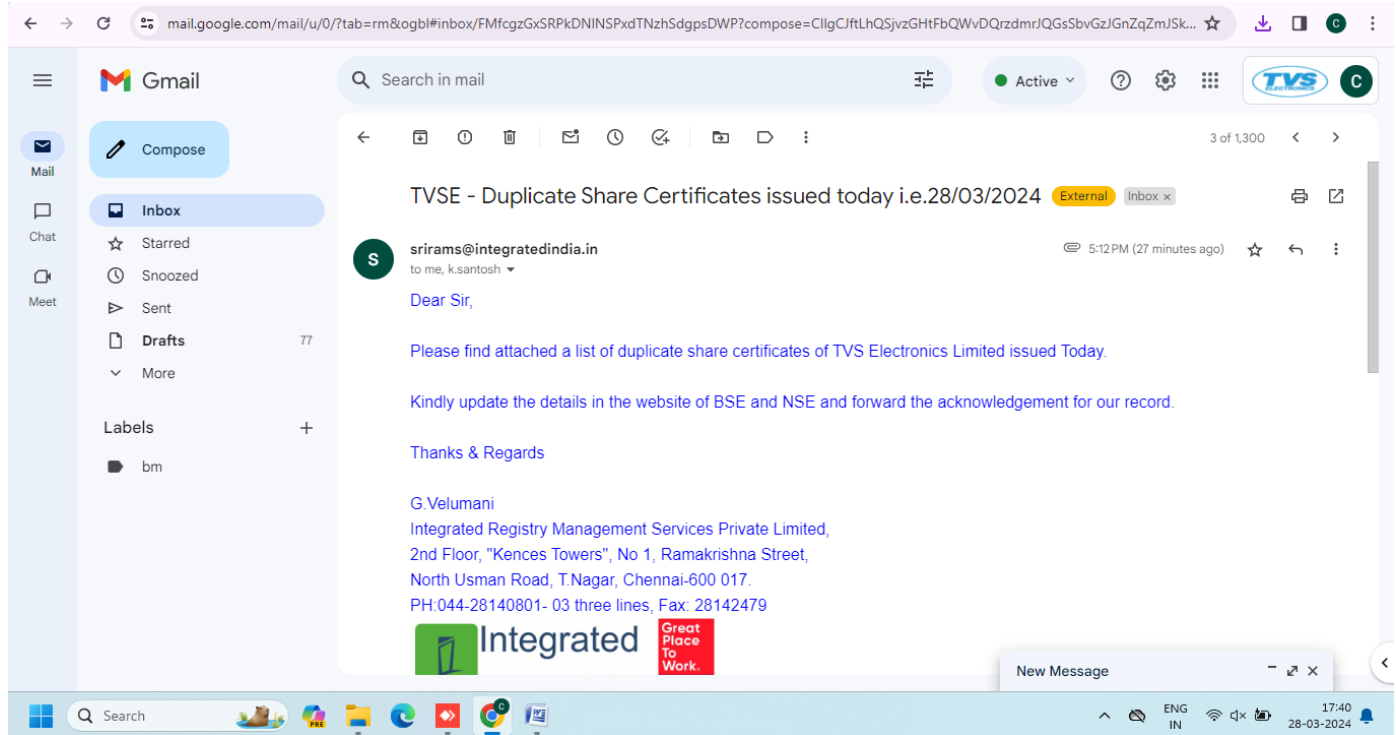 mail.google.com/mail/u/0/?tab=rm&ogbl#inbox/FMfcgzGxSRPkDNINSPxdTNzhSdgpsDWP?compose=CllgCJftLhQSjvzGHtFbQWvDQrzdmrJQGsSbvGzJGnZqZmJSk...
C
Gmail
Search in mail
Active
TVS
ELECTRONICS
C
Mail
Compose
3 of 1,300
Inbox
TVSE - Duplicate Share Certificates issued today i.e.28/03/2024 External Inbox ×
Chat
Starred
S
srirams@integratedindia.in
5:12 PM (27 minutes ago)
to me, k.santosh
Snoozed
Meet
Sent
Dear Sir,
Drafts 77
Please find attached a list of duplicate share certificates of TVS Electronics Limited issued Today.
More
Kindly update the details in the website of BSE and NSE and forward the acknowledgement for our record.
Labels +
Thanks & Regards
bm
G.Velumani
Integrated Registry Management Services Private Limited,
2nd Floor, "Kences Towers", No 1, Ramakrishna Street,
North Usman Road, T.Nagar, Chennai-600 017.
PH:044-28140801- 03 three lines, Fax: 28142479
Integrated
Great
Place
To
Work.
New Message
Search
PRE
C
W
ENG
IN
17:40
28-03-2024